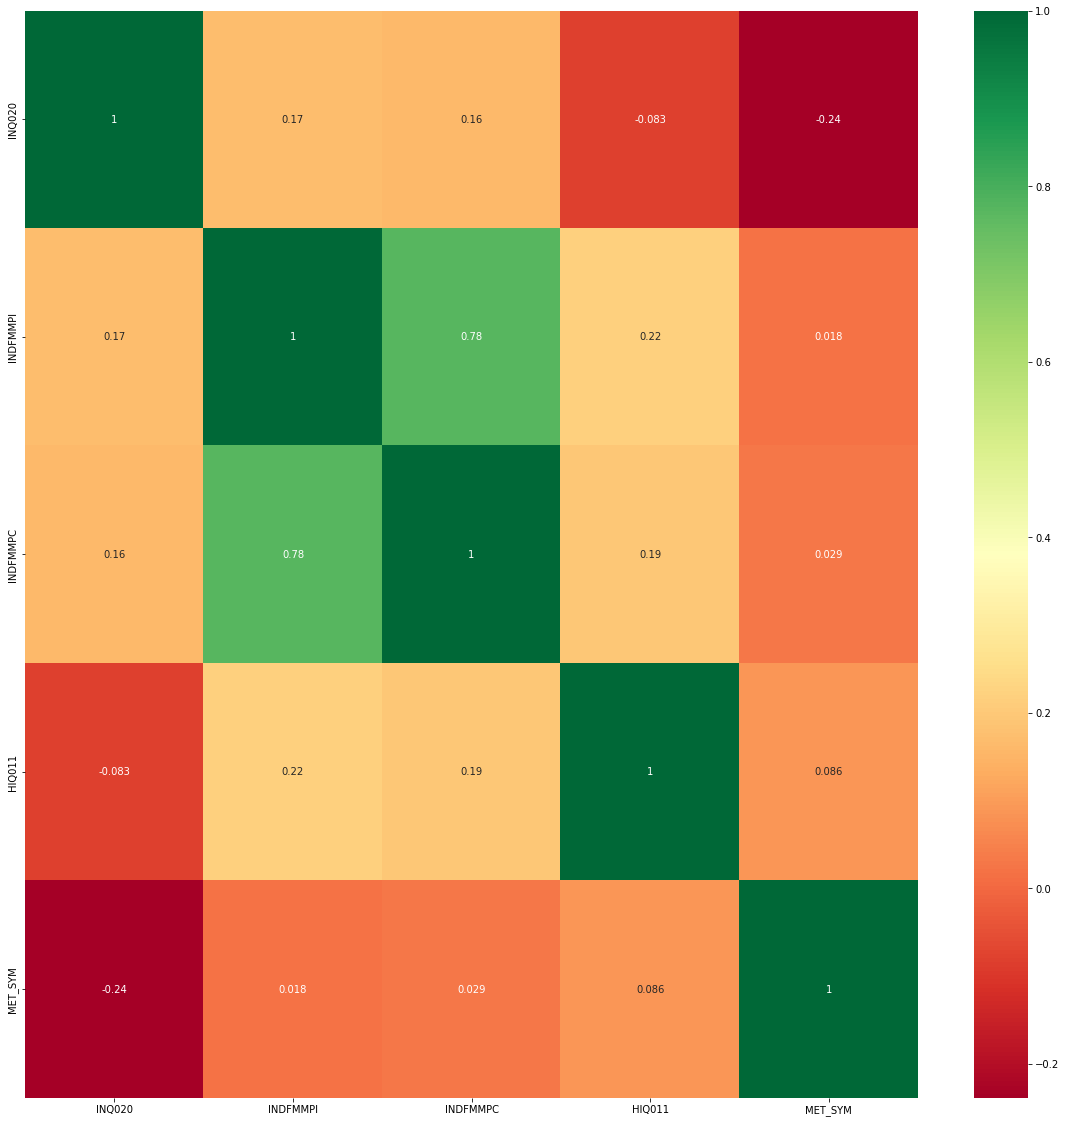 INQ020 1 0.17 0.16 -0.083 -0.24
INDFMMPI 0.17 1 0.78 0.22 0.018
INDFMMPC 0.16 0.78 1 0.19 0.029
HIQ011 -0.083 0.22 0.19 1 0.086
MET_SYM -0.24 0.018 0.029 0.086 1
INQ020 INDFMMPI INDFMMPC HIQ011 MET_SYM
1.0
0.8
0.6
0.4
0.2
0.0
−0.2